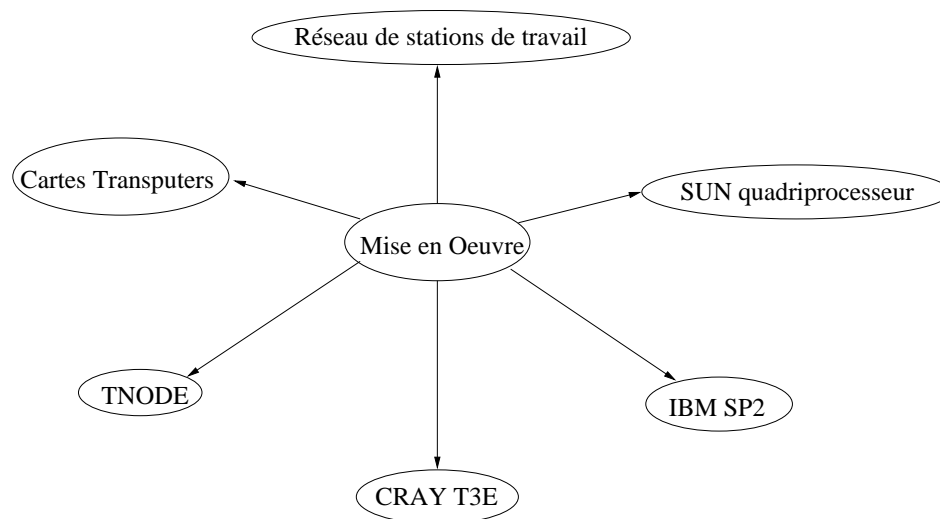 Réseau de stations de travail
Cartes Transputers
SUN quadriprocesseur
Mise en Oeuvre
TNODE
IBM SP2
CRAY T3E